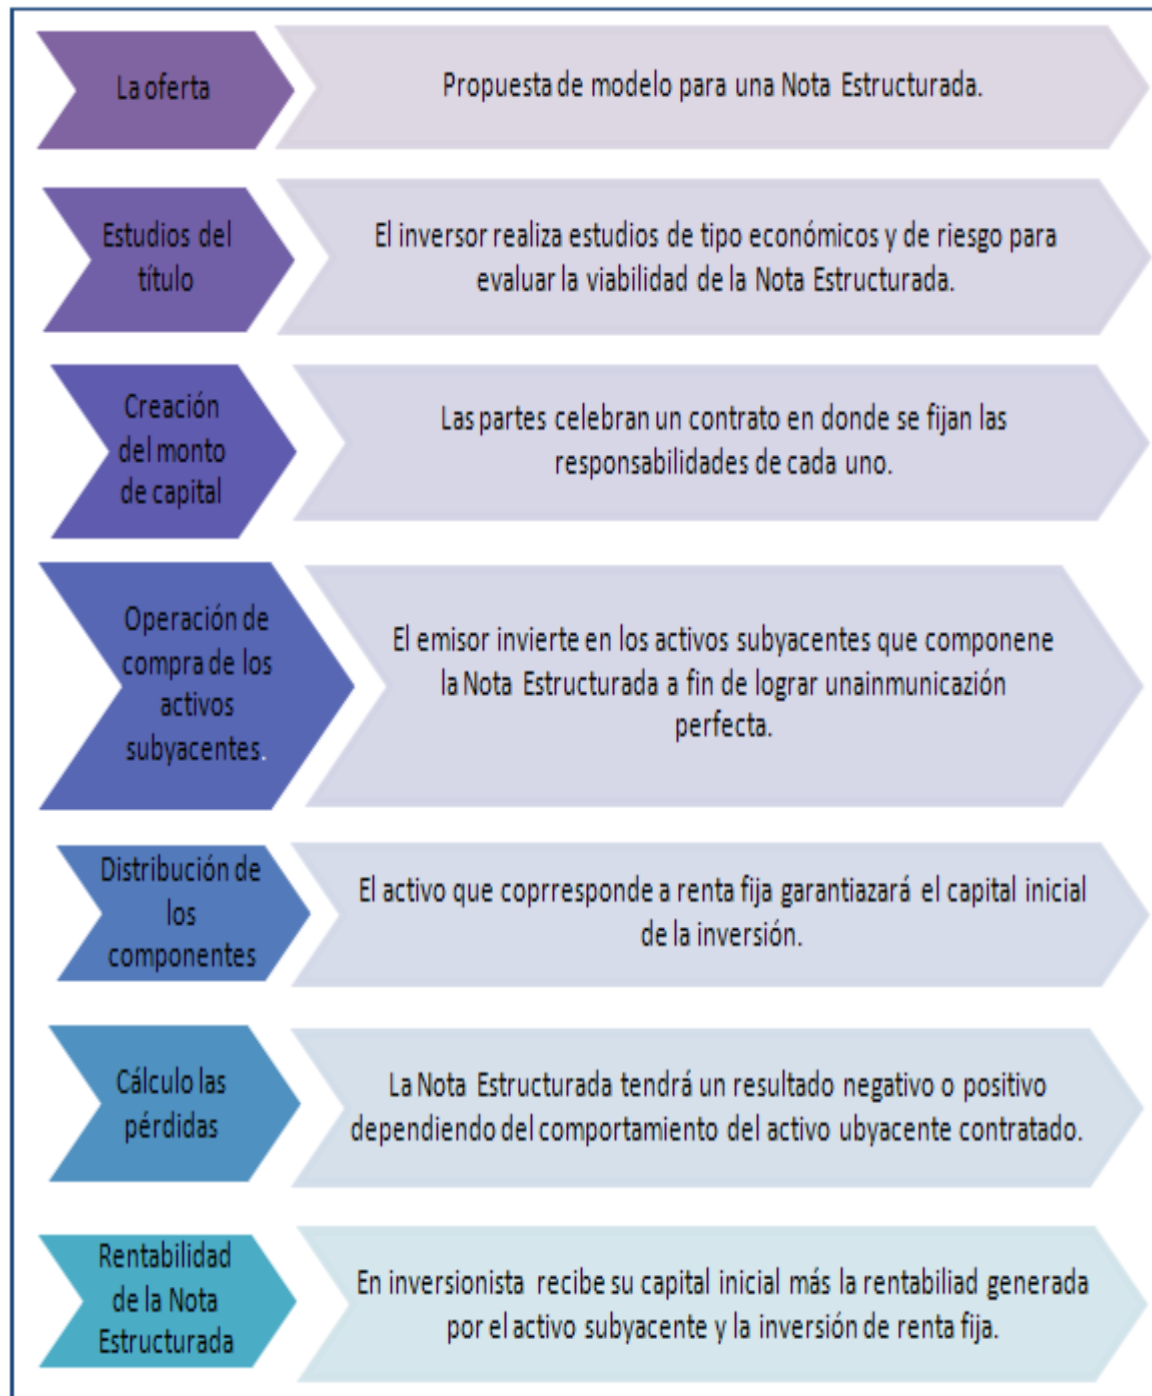 La oferta
Propuesta de modelo para una Nota Estructurada.
Estudios del
título
El inversor realiza estudios de tipo económicos y de riesgo para
evaluar la viabilidad de la Nota Estructurada.
Creación
del monto
de capital
Las partes celebran un contrato en donde se fijan las
responsabilidades de cada uno.
Operación de
compra de los
activos
subyacentes.
El emisor invierte en los activos subyacentes que componene
la Nota Estructurada a fin de lograr unainmunicazión
perfecta.
Distribución de
los
componentes
El activo que coprresponde a renta fija garantiazará el capital inicial
de la inversión.
Cálculo las
pérdidas
La Nota Estructurada tendrá un resultado negativo o positivo
dependiendo del comportamiento del activo ubyacente contratado.
Rentabilidad
de la Nota
Estructurada
En inversionista recibe su capital inicial más la rentabiliad generada
por el activo subyacente y la inversión de renta fija.